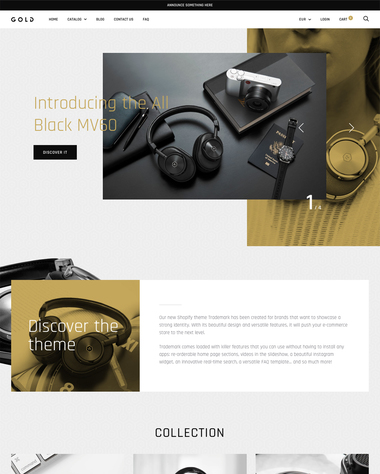 ANNOUNCE SOMETHING HERE
GOLD
HOME
CATALOG
BLOG
CONTACT US
FAQ
EUR
LOGIN
CART
Introducing the All
Black MV60
DISCOVER IT
PASSPORT
1
Discover the
theme
Our new Shopify theme Trademark has been created for brands that want to showcase a
strong identity. With its beautiful design and versatile features, it will push your e-commerce
store to the next level.
Trademark comes loaded with killer features that you can use without having to install any
apps: re-orderable home page sections, videos in the slideshow, a beautiful Instagram
widget, an innovative real-time search, a versatile FAQ template... and so much more!
COLLECTION